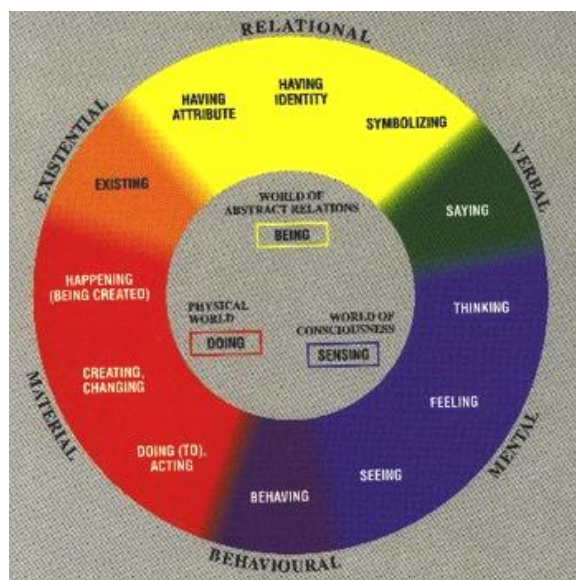 RELATIONAL
HAVING
ATTRIBUTE
HAVING
IDENTITY
SYMBOLIZING
EXISTENTIAL
EXISTING
VERBAL
SAYING
WORLD OF
ABSTRACT RELATIONS
BEING
HAPPENING
(BEING CREATED)
PHYSICAL
WORLD
DOING
WORLD OF
CONSCIOUSNESS
SENSING
THINKING
CREATING,
CHANGING
FEELING
MATERIAL
DOING (TO),
ACTING
SEEING
MENTAL
BEHAVING
BEHAVIOURAL